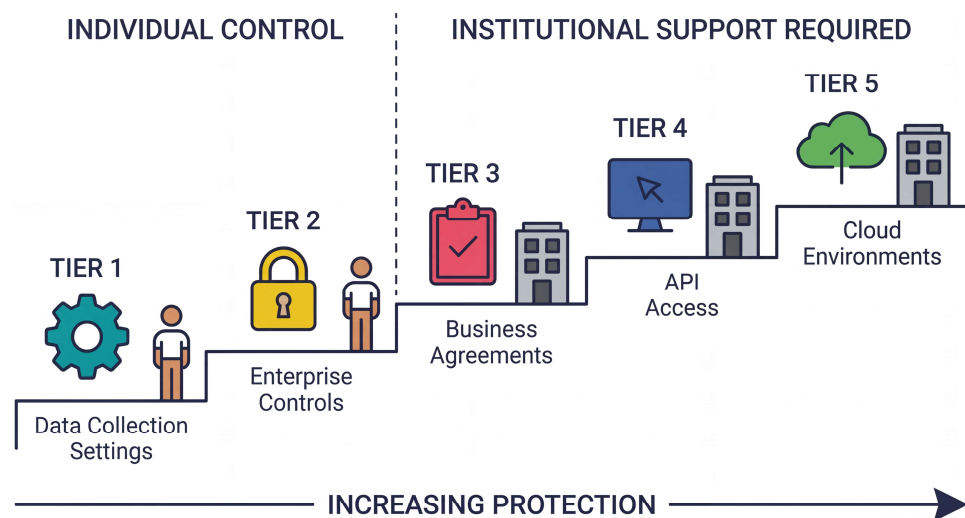 INDIVIDUAL CONTROL
INSTITUTIONAL SUPPORT REQUIRED
TIER 1
Data Collection
Settings
TIER 2
Enterprise
Controls
TIER 3
Business
Agreements
TIER 4
API
Access
TIER 5
Cloud
Environments
INCREASING PROTECTION